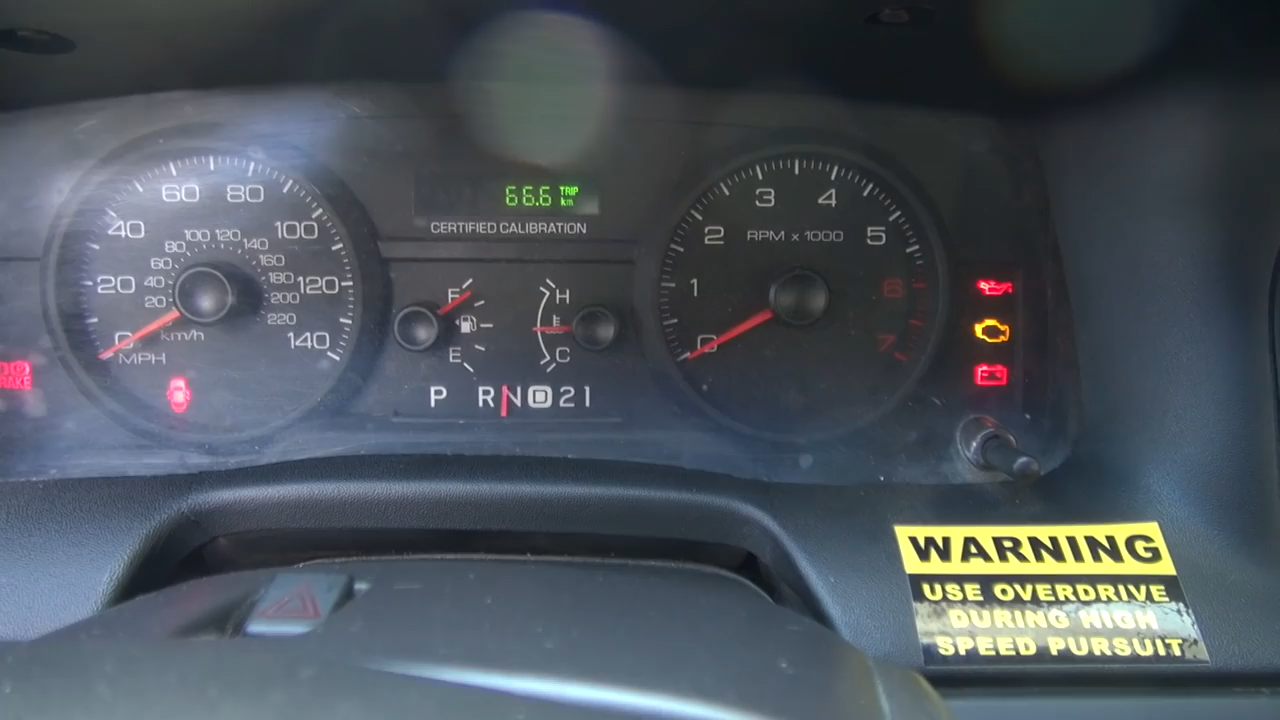 60 80
40 100
100 120
80 140
60 160
20 40 180 120
20 200
220
0 km/h 140
MPH
BRAKE
66.6 TRIP
km
CERTIFIED CALIBRATION
F H
E C
P R N D 2 1
3 4
2 RPM x 1000 5
1 6
0 7
WARNING
USE OVERDRIVE
DURING HIGH
SPEED PURSUIT